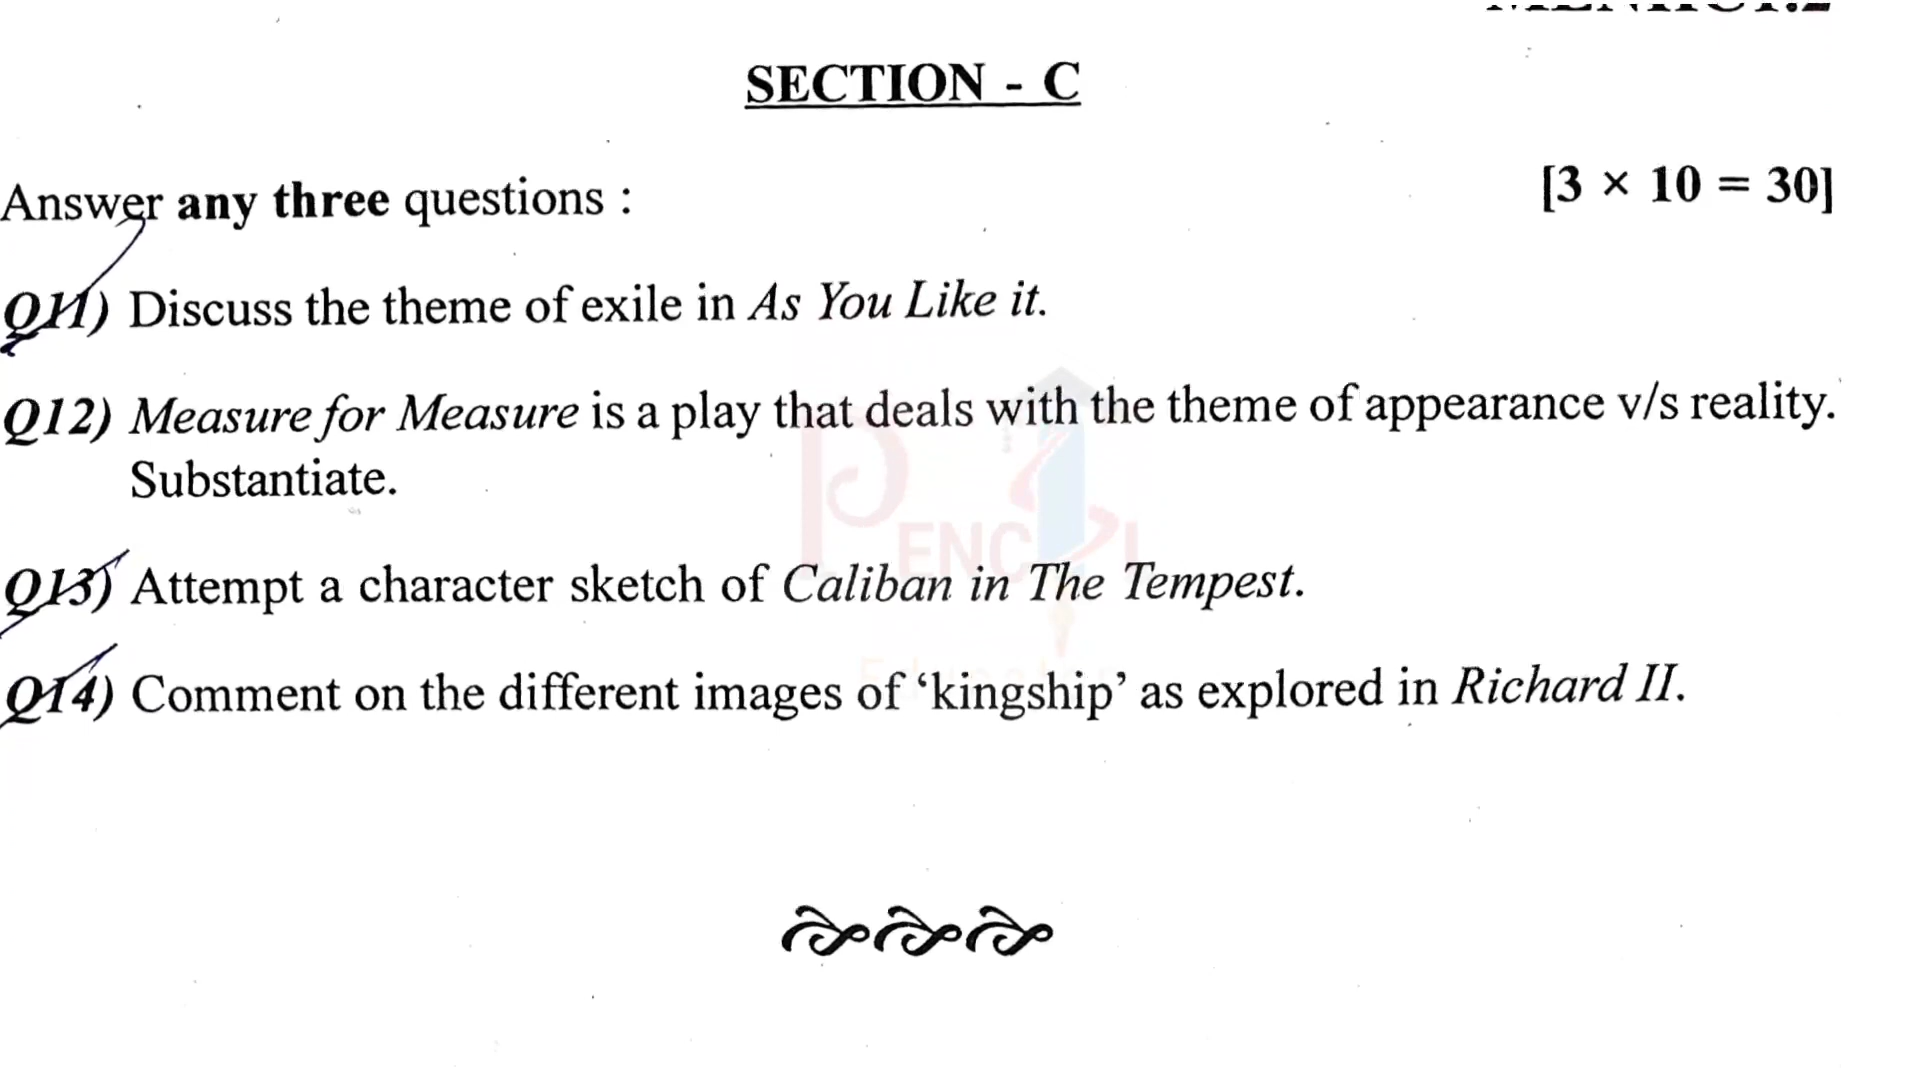 SECTION - C
Answer any three questions :
[3 × 10 = 30]
Q11) Discuss the theme of exile in As You Like it.
Q12) Measure for Measure is a play that deals with the theme of appearance v/s reality.
Substantiate.
Q13) Attempt a character sketch of Caliban in The Tempest.
Q14) Comment on the different images of ‘kingship’ as explored in Richard II.